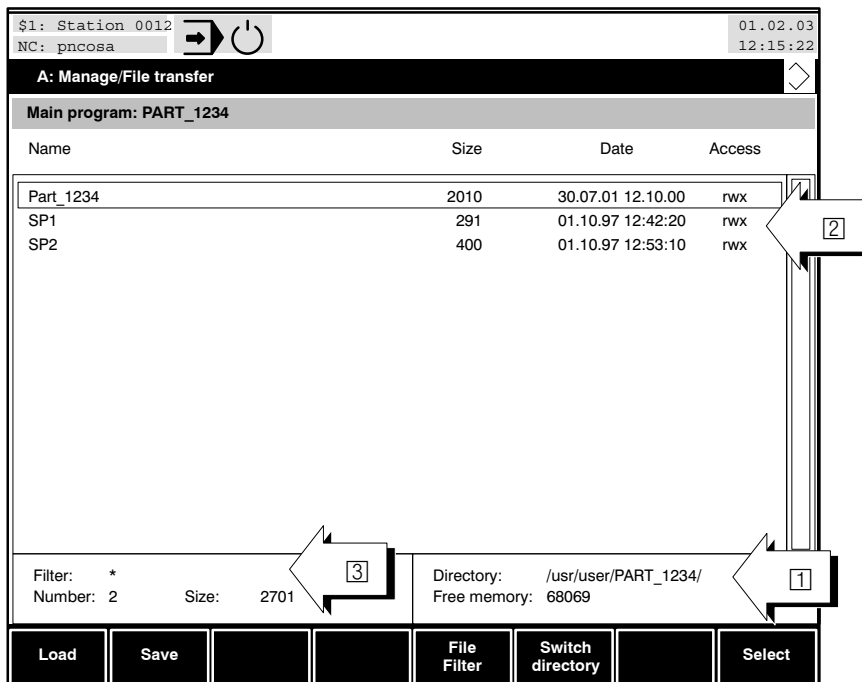 $1: Station 0012
NC: pncosa
01.02.03
12:15:22
A: Manage/File transfer
Main program: PART_1234
Name Size Date Access
Part_1234 2010 30.07.01 12.10.00 rwx
SP1 291 01.10.97 12:42:20 rwx
SP2 400 01.10.97 12:53:10 rwx
2
Filter: *
Number: 2 Size: 2701
3
Directory: /usr/user/PART_1234/
Free memory: 68069
1
Load
Save
File
Filter
Switch
directory
Select